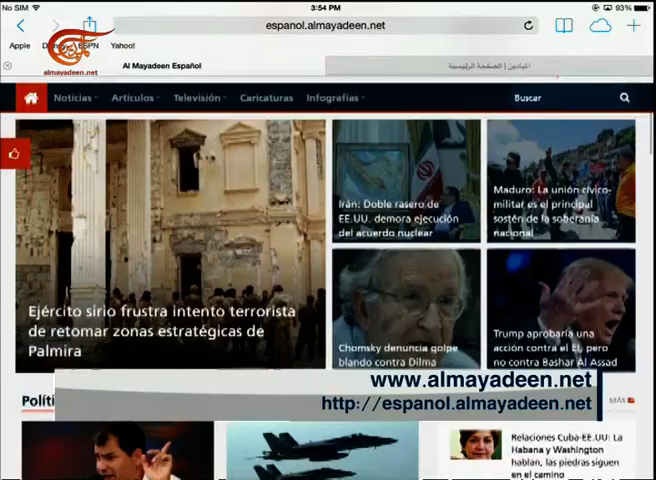 No SIM
3:54 PM
93%
espanol.almayadeen.net
Apple
ESPN
Yahoo!
almayadeen.net
Al Mayadeen Español
الميادين | الصفحة الرئيسية
Noticias
Artículos
Televisión
Caricaturas
Infografías
Buscar
Ejército sirio frustra intento terrorista
de retomar zonas estratégicas de
Palmira
Irán: Doble rasero de
EE.UU. demora ejecución
del acuerdo nuclear
Maduro: La unión cívico-
militar es el principal
sostén de la soberanía
nacional
Chomsky denuncia golpe
blando contra Dilma
Trump aprobaría una
acción contra el EI, pero
no contra Bashar Al Assad
www.almayadeen.net
http://espanol.almayadeen.net
Políti
MÁS
Relaciones Cuba-EE.UU: La
Habana y Washington
hablan, las piedras siguen
en el camino